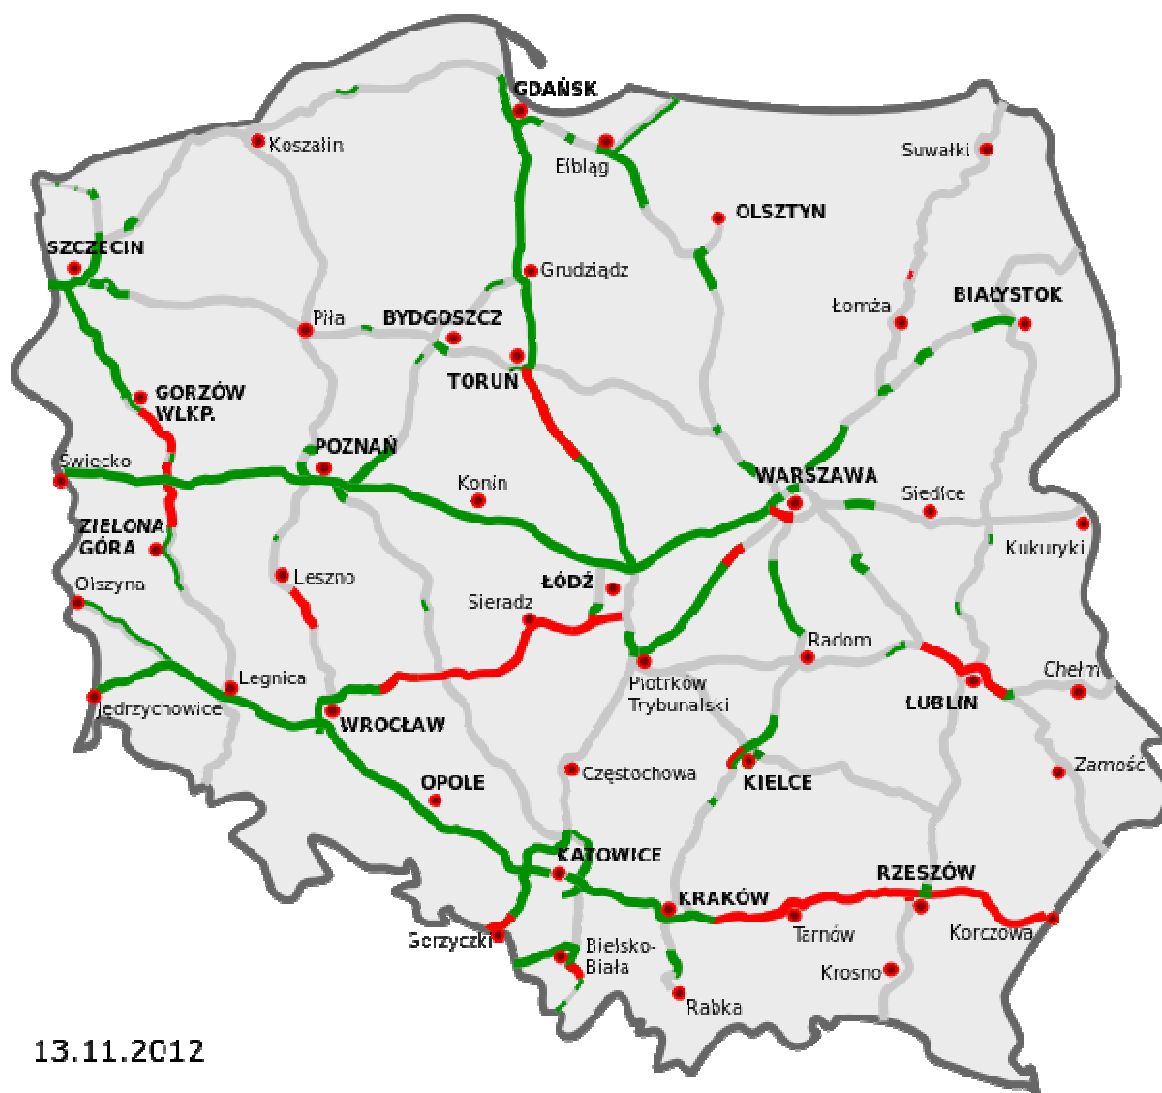 GDAŃSK
Koszalin
Suwałki
Elbląg
OLSZTYN
SZCZECIN
Grudziądz
BIAŁYSTOK
Łomża
Piła
BYDGOSZCZ
TORUŃ
GORZÓW
WLKP.
POZNAŃ
Świecko
WARSZAWA
Konin
Siedlce
ZIELONA
GÓRA
Kukuryki
Olszyna
Leszno
ŁÓDŹ
Sieradz
Radom
Chełm
Legnica
Piotrków
Trybunalski
Jędrzychowice
LUBLIN
WROCŁAW
Zamość
Częstochowa
OPOLE
KIELCE
KATOWICE
RZESZÓW
KRAKÓW
Gorzyczki
Tarnów
Korczowa
Bielsko-
Biała
Krosno
Rabka
13.11.2012